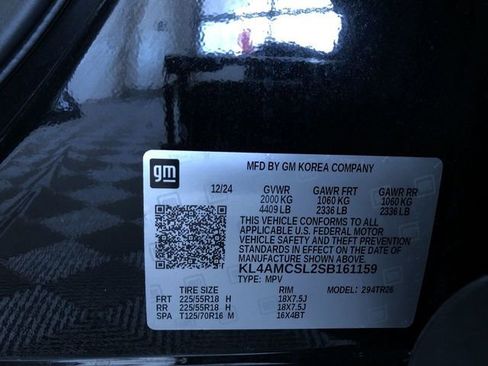 gm
MFD BY GM KOREA COMPANY
12/24 GVWR GAWR FRT GAWR RR
2000 KG 1060 KG 1060 KG
4409 LB 2336 LB 2336 LB
THIS VEHICLE CONFORMS TO ALL
APPLICABLE U.S. FEDERAL MOTOR
VEHICLE SAFETY AND THEFT
PREVENTION STANDARDS IN
EFFECT ON THE DATE OF
MANUFACTURE SHOWN ABOVE.
KL4AMCSL2SB161159
TYPE: MPV MODEL: 294TR26
TIRE SIZE RIM
FRT 225/55R18 H 18X7.5J
RR 225/55R18 H 18X7.5J
SPA T125/70R16 M 16X4BT